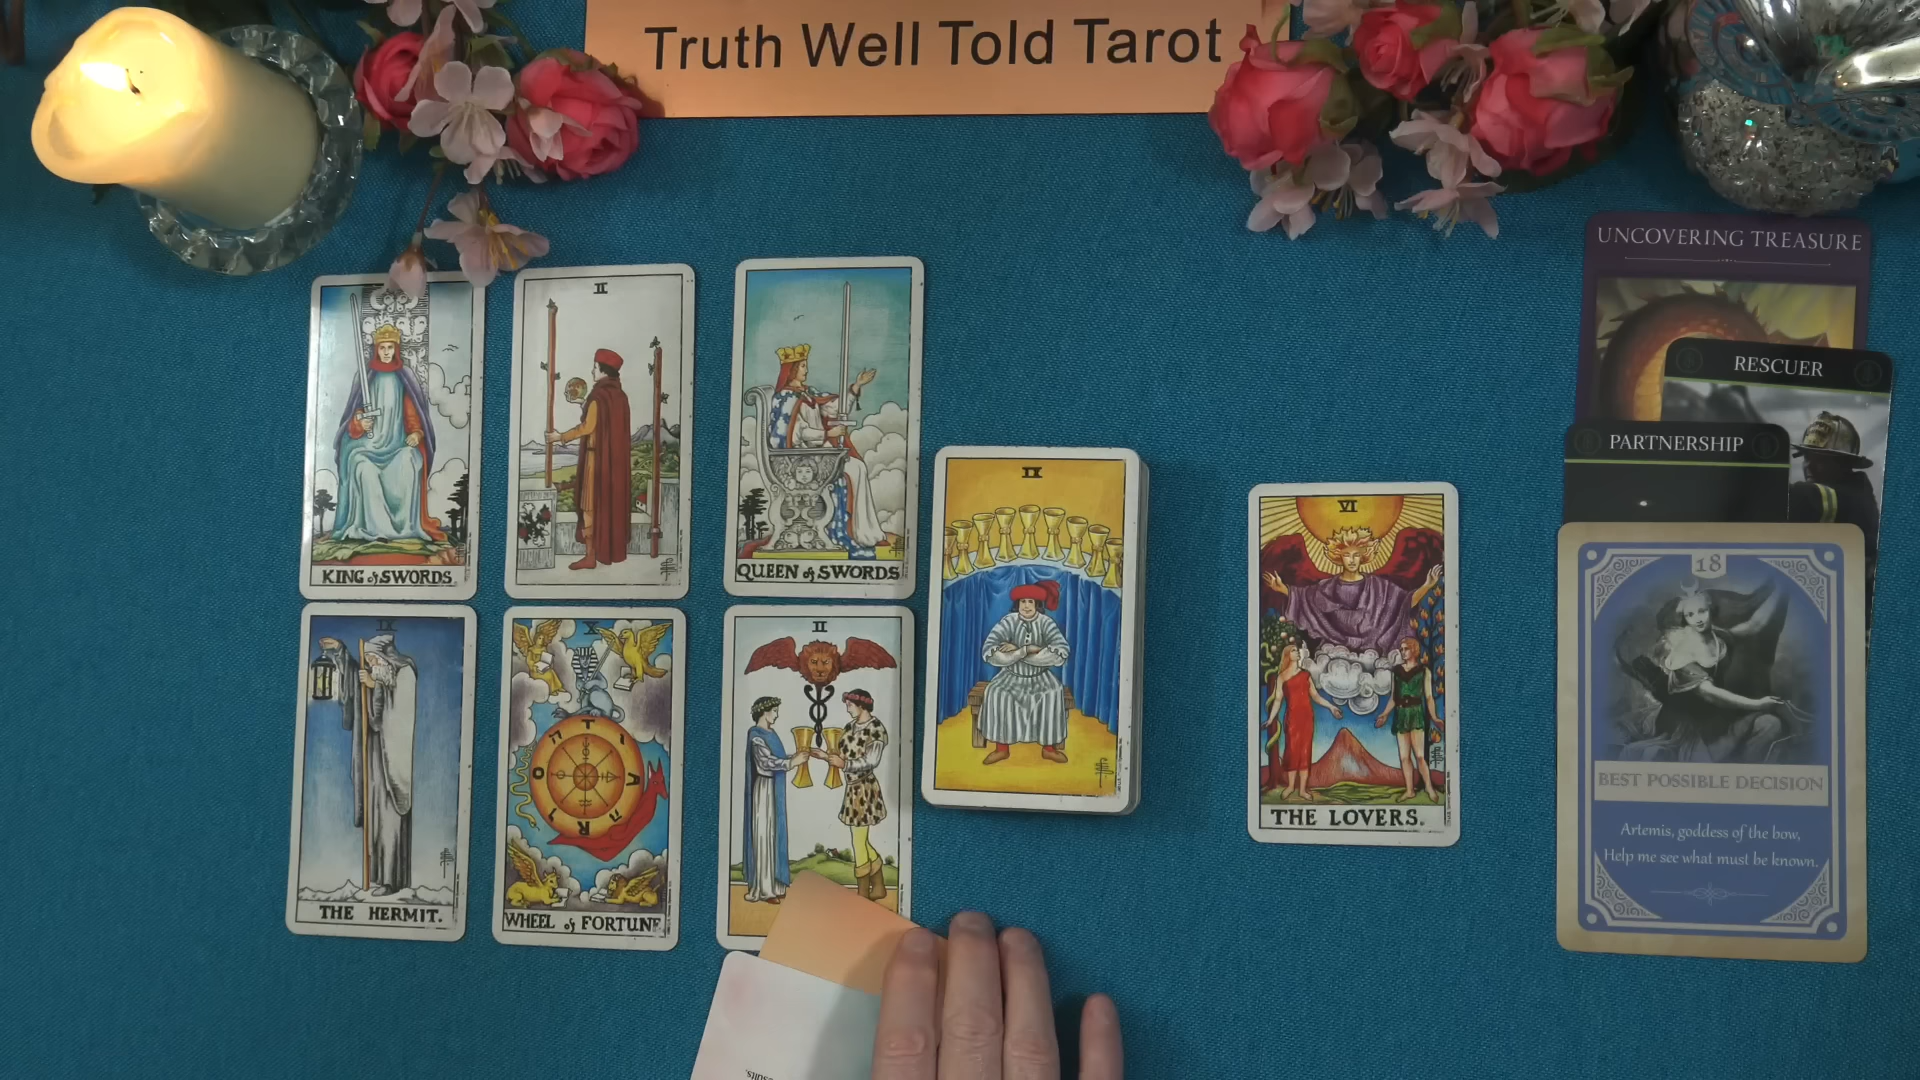 Truth Well Told Tarot
II
KING of SWORDS
QUEEN of SWORDS
IX
X
II
THE HERMIT.
WHEEL of FORTUNE
IX
VI
THE LOVERS.
UNCOVERING TREASURE
RESCUER
PARTNERSHIP
18
BEST POSSIBLE DECISION
Artemis, goddess of the bow,
Help me see what must be known.